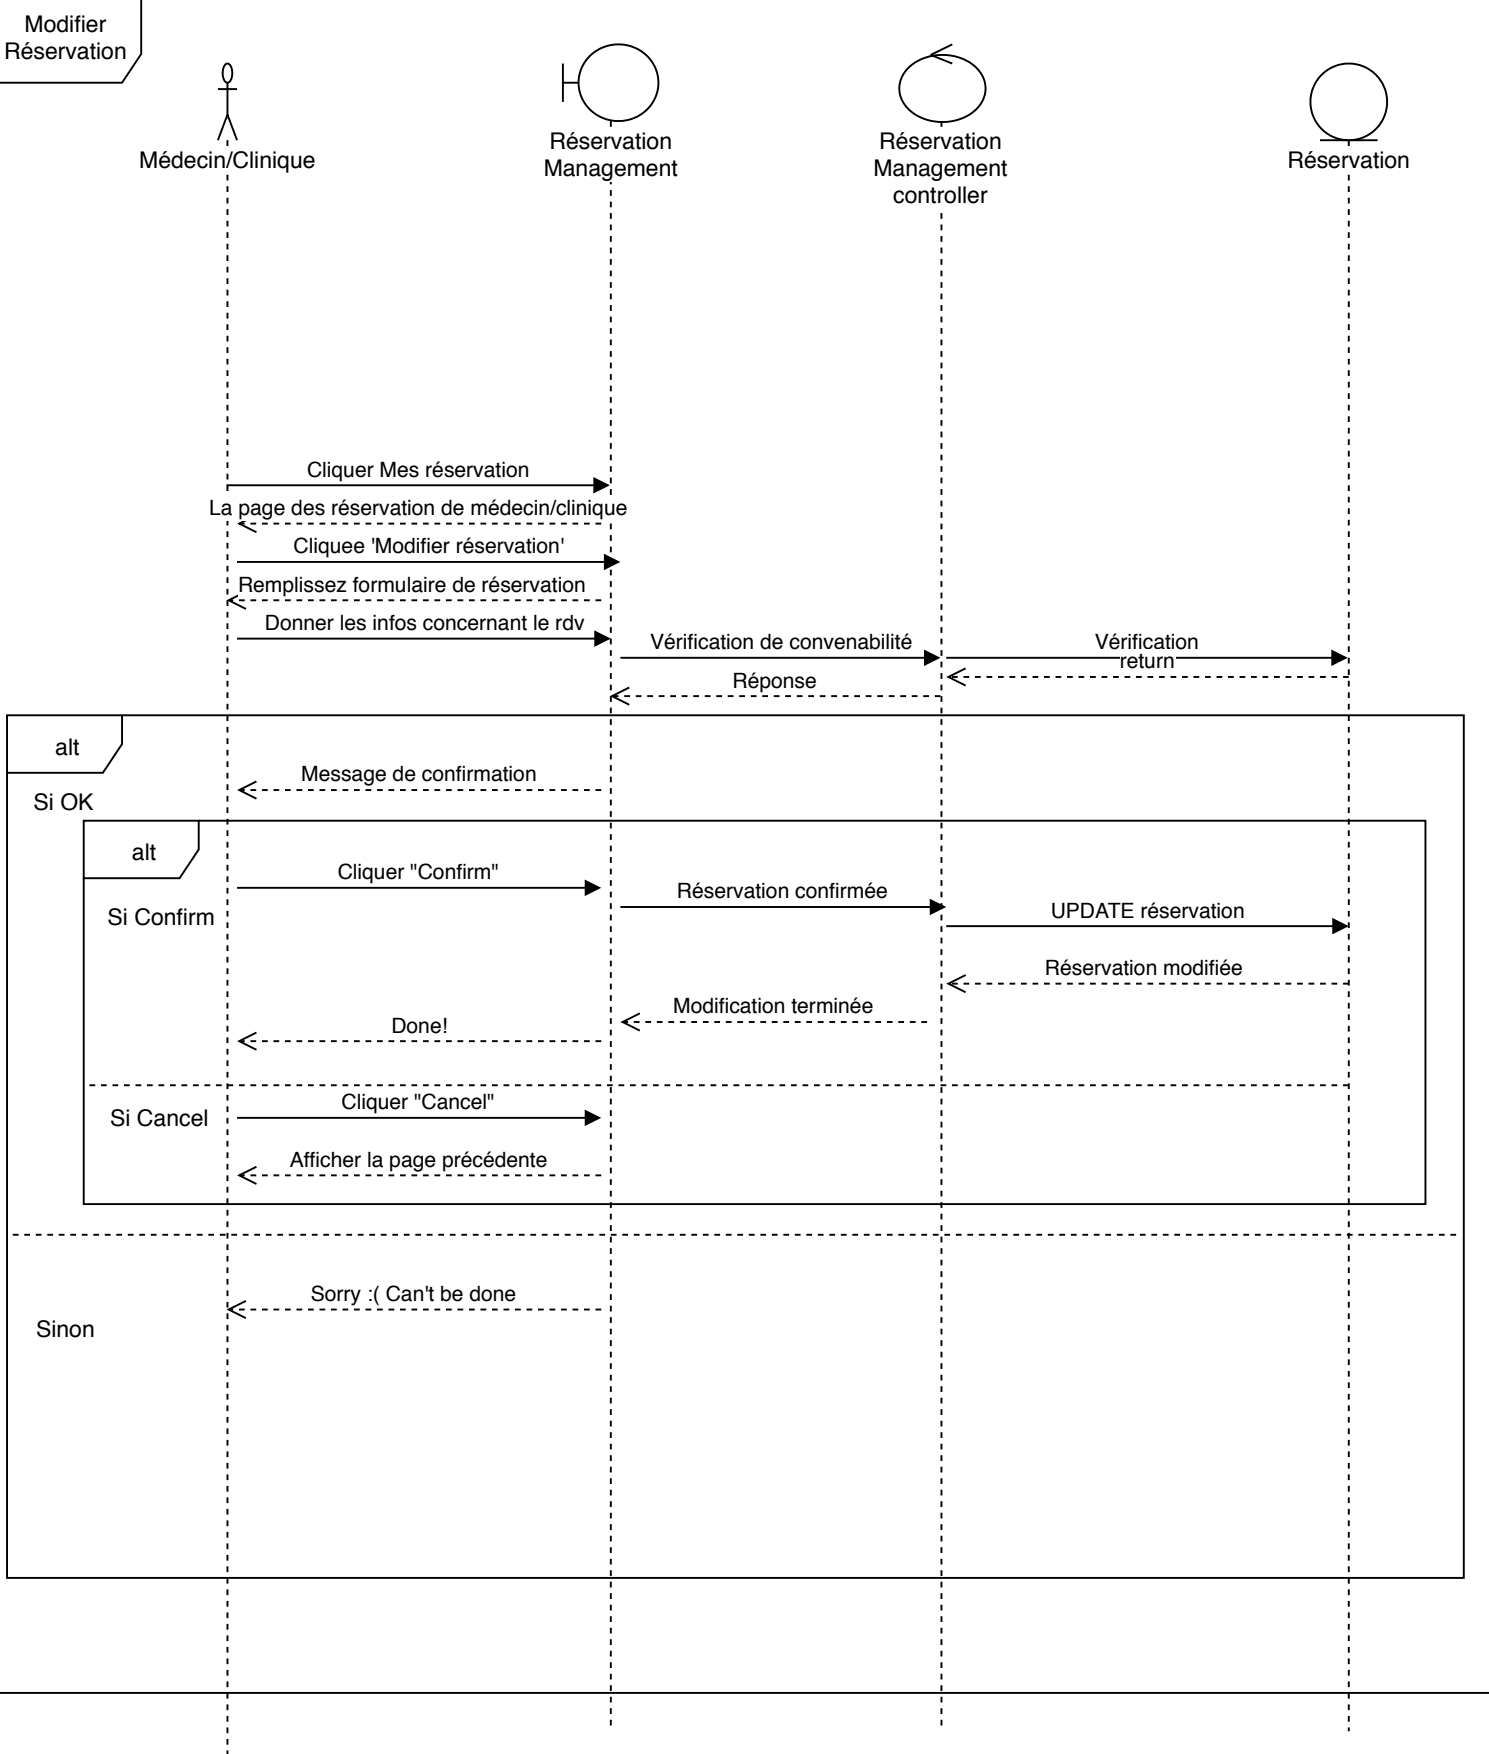 Modifier
Réservation
Médecin/Clinique
Réservation
Management
Réservation
Management
controller
Réservation
Cliquer Mes réservation
La page des réservation de médecin/clinique
Cliquee 'Modifier réservation'
Remplissez formulaire de réservation
Donner les infos concernant le rdv
Vérification de convenabilité
Vérification
return
Réponse
alt
Message de confirmation
Si OK
alt
Cliquer "Confirm"
Réservation confirmée
Si Confirm
UPDATE réservation
Réservation modifiée
Modification terminée
Done!
Cliquer "Cancel"
Si Cancel
Afficher la page précédente
Sorry :( Can't be done
Sinon